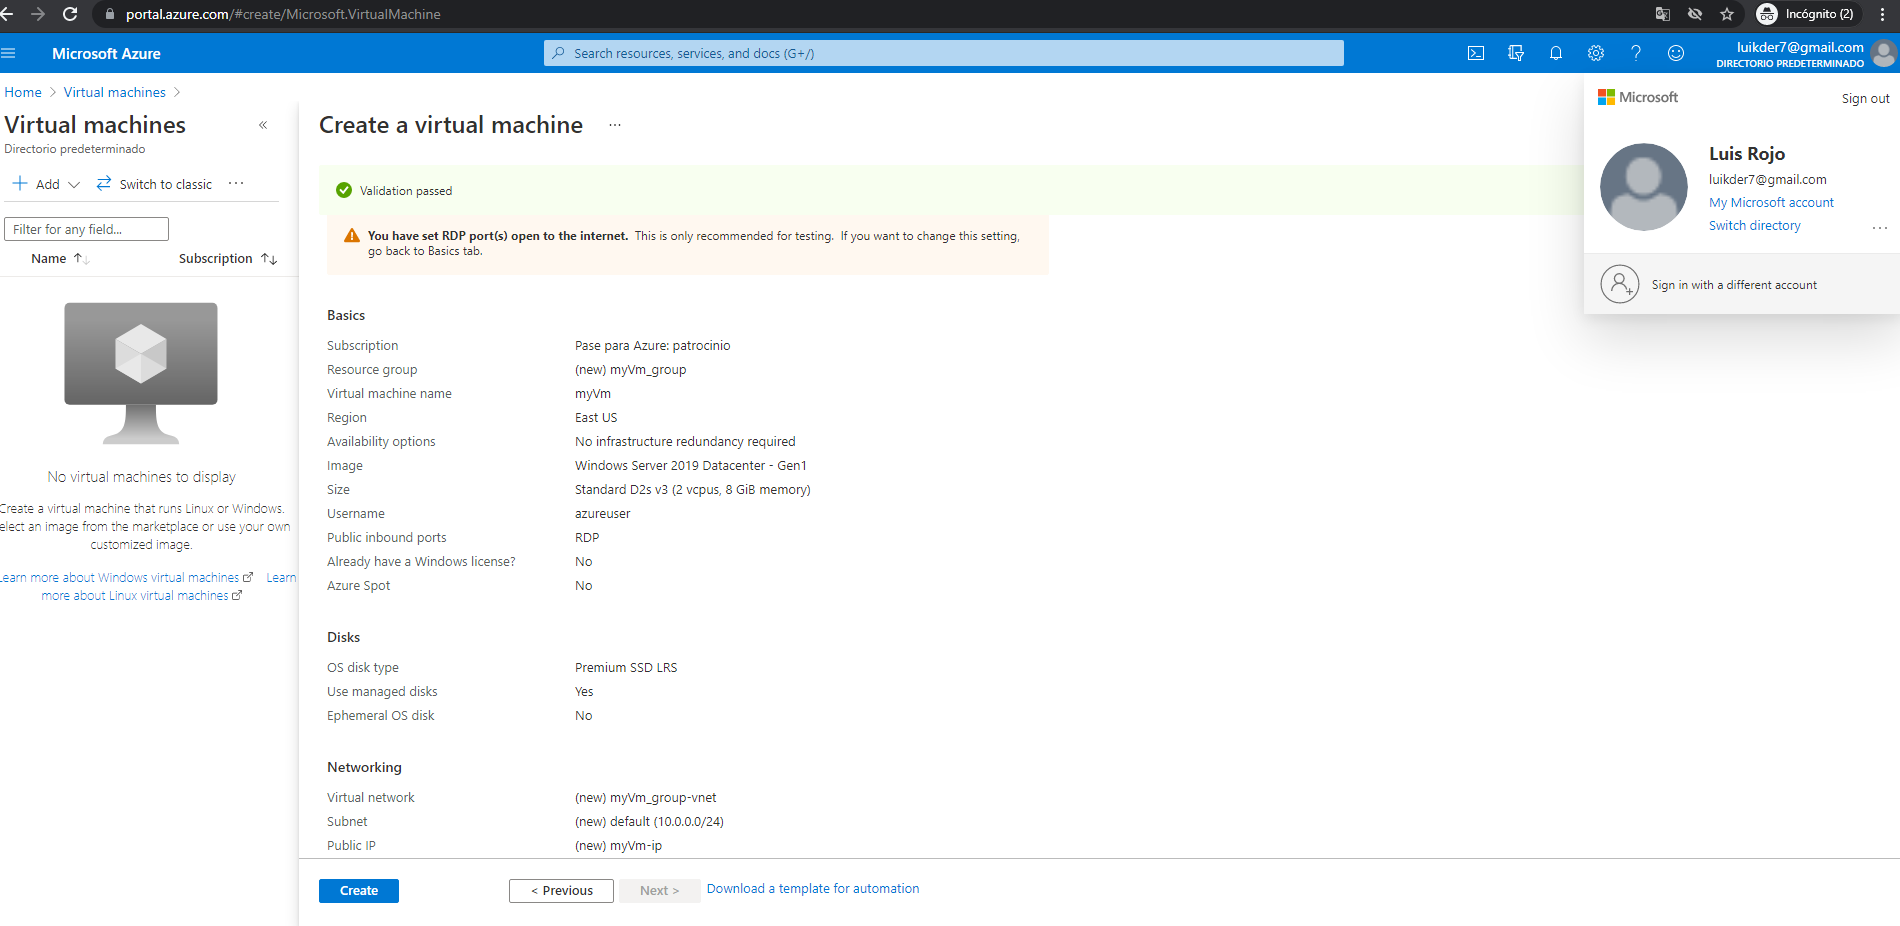 portal.azure.com/#create/Microsoft.VirtualMachine
Incógnito (2)
Microsoft Azure
Search resources, services, and docs (G+/)
luikder7@gmail.com
DIRECTORIO PREDETERMINADO
Home > Virtual machines >
Virtual machines
Directorio predeterminado
+ Add
Switch to classic
Filter for any field...
Name
Subscription
No virtual machines to display
Create a virtual machine that runs Linux or Windows.
elect an image from the marketplace or use your own
customized image.
earn more about Windows virtual machines Learn
more about Linux virtual machines
Create a virtual machine
Validation passed
You have set RDP port(s) open to the internet. This is only recommended for testing. If you want to change this setting,
go back to Basics tab.
Basics
Subscription Pase para Azure: patrocinio
Resource group (new) myVm_group
Virtual machine name myVm
Region East US
Availability options No infrastructure redundancy required
Image Windows Server 2019 Datacenter - Gen1
Size Standard D2s v3 (2 vcpus, 8 GiB memory)
Username azureuser
Public inbound ports RDP
Already have a Windows license? No
Azure Spot No
Disks
OS disk type Premium SSD LRS
Use managed disks Yes
Ephemeral OS disk No
Networking
Virtual network (new) myVm_group-vnet
Subnet (new) default (10.0.0.0/24)
Public IP (new) myVm-ip
Create
< Previous
Next >
Download a template for automation
Microsoft
Sign out
Luis Rojo
luikder7@gmail.com
My Microsoft account
Switch directory
Sign in with a different account